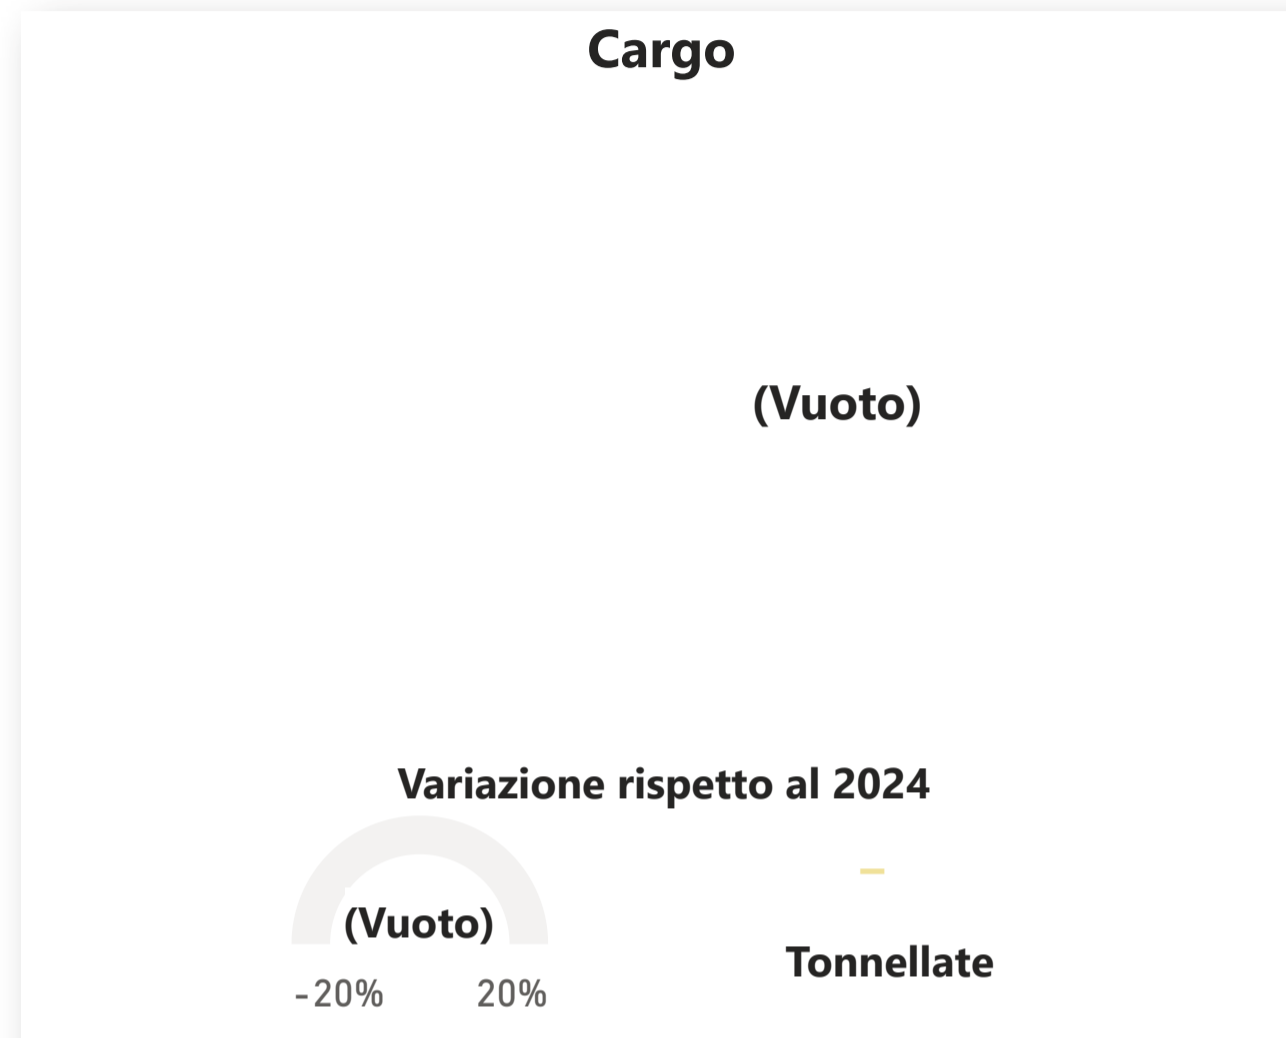 Cargo
(Vuoto)
Variazione rispetto al 2024
(Vuoto)
-20% 20%
Tonnellate